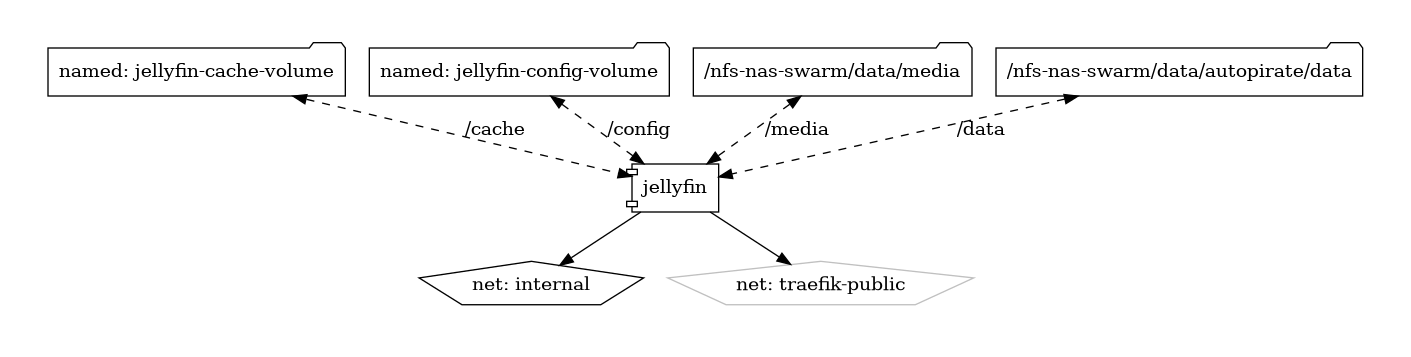 named: jellyfin-cache-volume
named: jellyfin-config-volume
/nfs-nas-swarm/data/media
/nfs-nas-swarm/data/autopirate/data
/cache
/config
/media
/data
jellyfin
net: internal
net: traefik-public